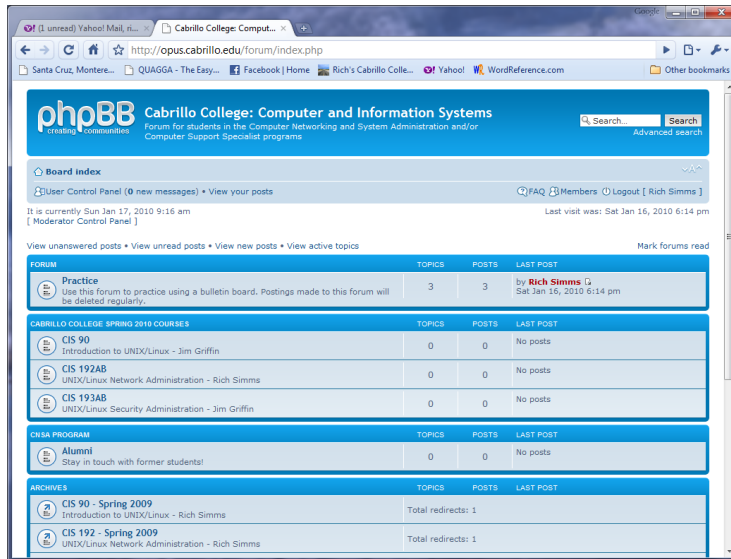 Google
(1 unread) Yahoo! Mail, ri...
Cabrillo College: Comput...
http://opus.cabrillo.edu/forum/index.php
Santa Cruz, Montere...
QUAGGA - The Easy...
Facebook | Home
Rich's Cabrillo Colle...
Yahoo!
WordReference.com
Other bookmarks
phpBB
creating communities
Cabrillo College: Computer and Information Systems
Forum for students in the Computer Networking and System Administration and/or
Computer Support Specialist programs
Search...
Search
Advanced search
Board index
User Control Panel (0 new messages) • View your posts
FAQ Members Logout [ Rich Simms ]
It is currently Sun Jan 17, 2010 9:16 am
[ Moderator Control Panel ]
Last visit was: Sat Jan 16, 2010 6:14 pm
View unanswered posts • View unread posts • View new posts • View active topics
Mark forums read
FORUM TOPICS POSTS LAST POST
Practice
Use this forum to practice using a bulletin board. Postings made to this forum will
be deleted regularly.
3 3
by Rich Simms
Sat Jan 16, 2010 6:14 pm
CABRILLO COLLEGE SPRING 2010 COURSES TOPICS POSTS LAST POST
CIS 90
Introduction to UNIX/Linux - Jim Griffin
0 0 No posts
CIS 192AB
UNIX/Linux Network Administration - Rich Simms
0 0 No posts
CIS 193AB
UNIX/Linux Security Administration - Jim Griffin
0 0 No posts
CNSA PROGRAM TOPICS POSTS LAST POST
Alumni
Stay in touch with former students!
0 0 No posts
ARCHIVES TOPICS POSTS LAST POST
CIS 90 - Spring 2009
Introduction to UNIX/Linux - Rich Simms
Total redirects: 1
CIS 192 - Spring 2009
UNIX/Linux Network Administration - Rich Simms
Total redirects: 1